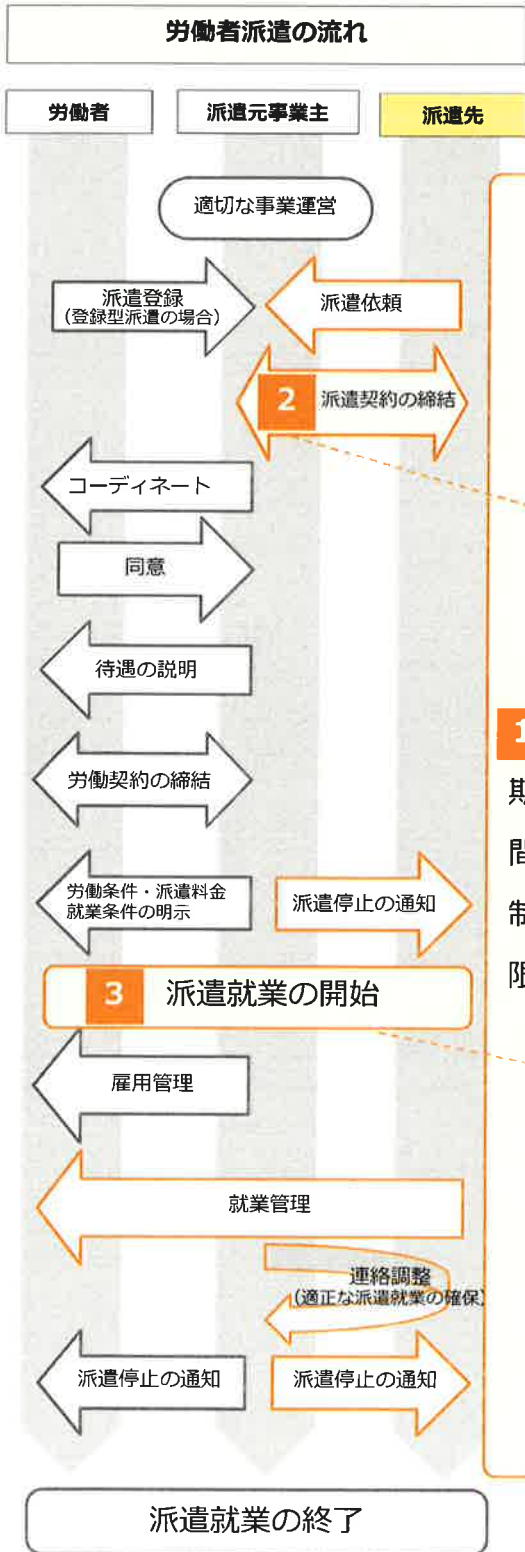 労働者派遣の流れ
労働者
派遣元事業主
派遣先
適切な事業運営
派遣登録
(登録型派遣の場合)
派遣依頼
2 派遣契約の締結
コーディネート
同意
待遇の説明
労働契約の締結
労働条件・派遣料金
就業条件の明示
派遣停止の通知
3 派遣就業の開始
雇用管理
就業管理
連絡調整
(適正な派遣就業の確保)
派遣停止の通知
派遣停止の通知
派遣就業の終了
1
期
間
制
限